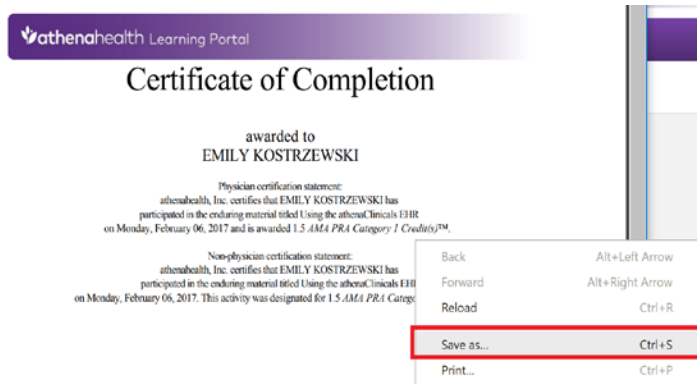 athenahealth Learning Portal
Certificate of Completion
awarded to
EMILY KOSTRZEWSKI
Physician certification statement:
athenahealth, Inc. certifies that EMILY KOSTRZEWSKI has
participated in the enduring material titled Using the athenaClinicals EHR
on Monday, February 06, 2017 and is awarded 1.5 AMA PRA Category 1 Credit(s)™.
Non-physician certification statement:
athenahealth, Inc. certifies that EMILY KOSTRZEWSKI has
participated in the enduring material titled Using the athenaClinicals EH
on Monday, February 06, 2017. This activity was designated for 1.5 AMA PRA Catego
Back Alt+Left Arrow
Forward Alt+Right Arrow
Reload Ctrl+R
Save as... Ctrl+S
Print... Ctrl+P